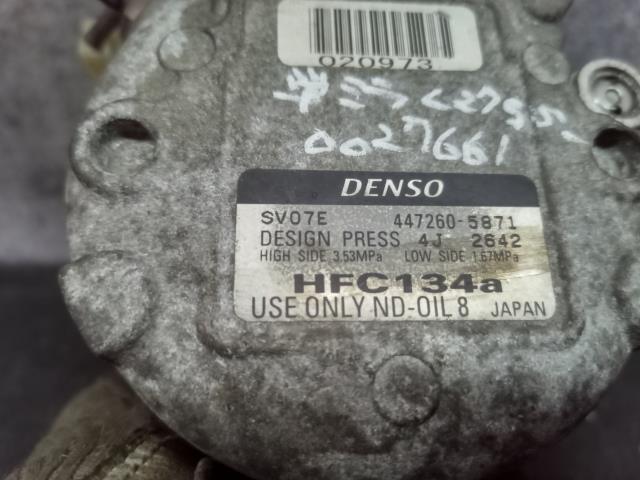 020973
0027661
DENSO
SV07E 447260-5871
DESIGN PRESS 4J 2642
HIGH SIDE 3.53MPa LOW SIDE 1.67MPa
HFC134a
USE ONLY ND-OIL 8 JAPAN